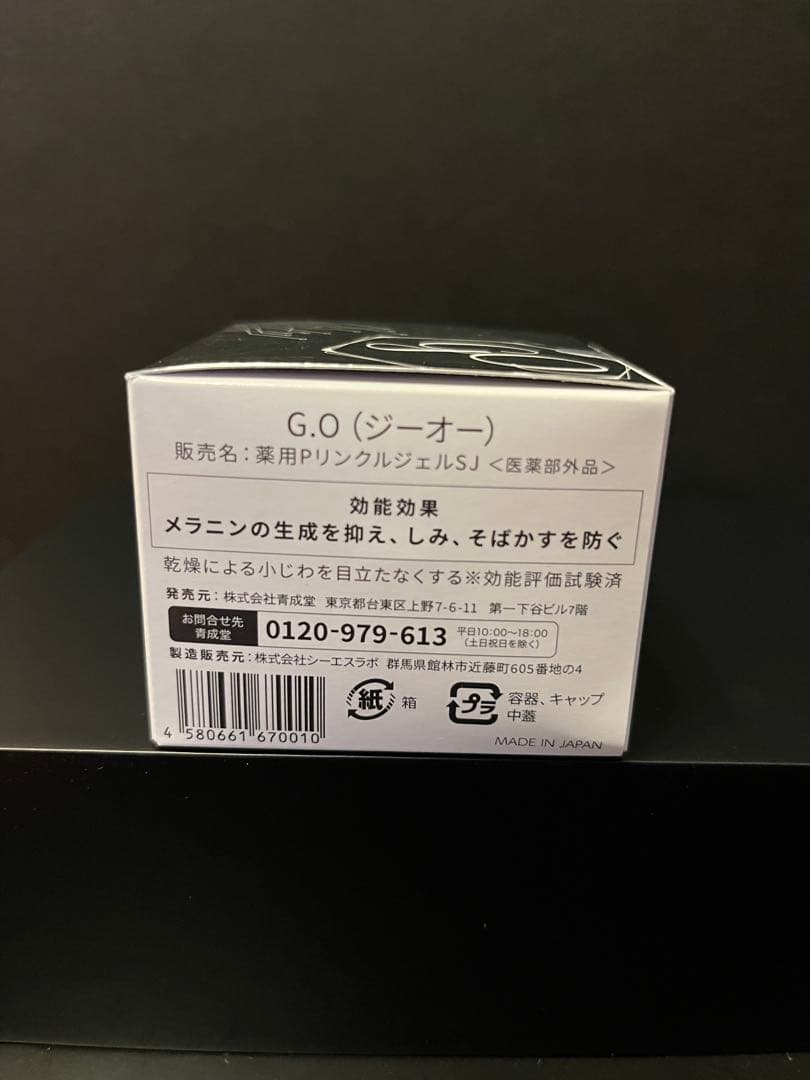 G.O（ジーオー）
販売名：薬用PリンクルジェルSJ ＜医薬部外品＞
効能効果
メラニンの生成を抑え、しみ、そばかすを防ぐ
乾燥による小じわを目立たなくする※効能評価試験済
発売元：株式会社青成堂 東京都台東区上野7-6-11 第一下谷ビル7階
お問合せ先
青成堂
0120-979-613
平日10:00～18:00
（土日祝日を除く）
製造販売元：株式会社シーエスラボ 群馬県館林市近藤町605番地の4
紙 箱
プラ 容器、キャップ
中蓋
4 580661 670010
MADE IN JAPAN